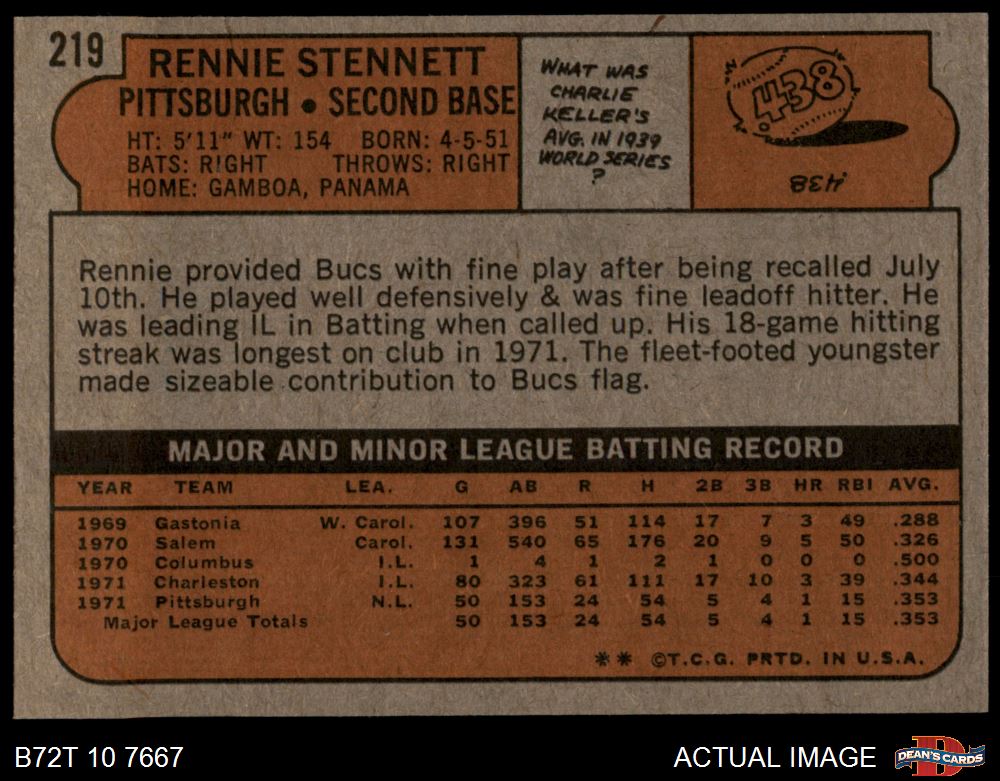 219
RENNIE STENNETT
PITTSBURGH • SECOND BASE
HT: 5'11" WT: 154 BORN: 4-5-51
BATS: RIGHT THROWS: RIGHT
HOME: GAMBOA, PANAMA
WHAT WAS
CHARLIE
KELLER'S
AVG. IN 1939
WORLD SERIES
?
438
.438
Rennie provided Bucs with fine play after being recalled July
10th. He played well defensively & was fine leadoff hitter. He
was leading IL in Batting when called up. His 18-game hitting
streak was longest on club in 1971. The fleet-footed youngster
made sizeable contribution to Bucs flag.
MAJOR AND MINOR LEAGUE BATTING RECORD
YEAR TEAM LEA. G AB R H 2B 3B HR RBI AVG.
1969 Gastonia W. Carol. 107 396 51 114 17 7 3 49 .288
1970 Salem Carol. 131 540 65 176 20 9 5 50 .326
1970 Columbus I.L. 1 4 1 2 1 0 0 0 .500
1971 Charleston I.L. 80 323 61 111 17 10 3 39 .344
1971 Pittsburgh N.L. 50 153 24 54 5 4 1 15 .353
Major League Totals 50 153 24 54 5 4 1 15 .353
** ©T.C.G. PRTD. IN U.S.A.
B72T 10 7667
ACTUAL IMAGE
DEAN'S CARDS